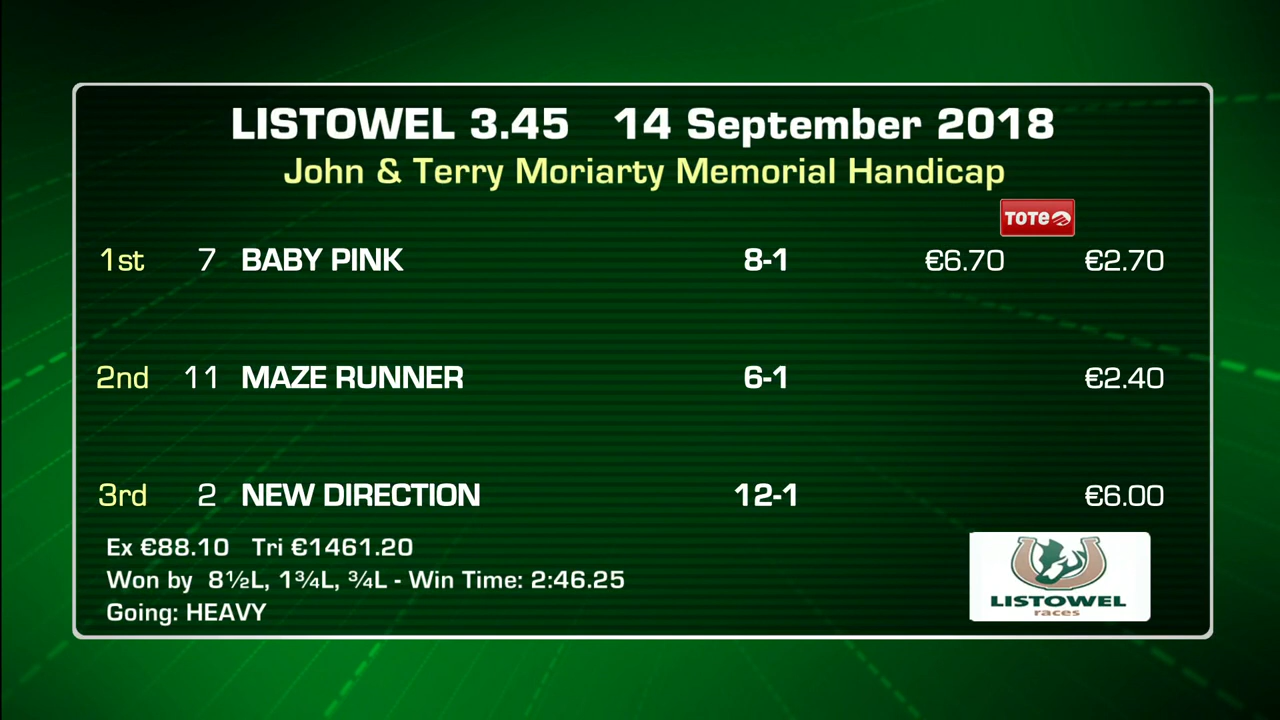 LISTOWEL 3.45 14 September 2018
John & Terry Moriarty Memorial Handicap
TOTE
1st 7 BABY PINK 8-1 €6.70 €2.70
2nd 11 MAZE RUNNER 6-1 €2.40
3rd 2 NEW DIRECTION 12-1 €6.00
Ex €88.10 Tri €1461.20
Won by 8½L, 1¾L, ¾L - Win Time: 2:46.25
Going: HEAVY
LISTOWEL
races